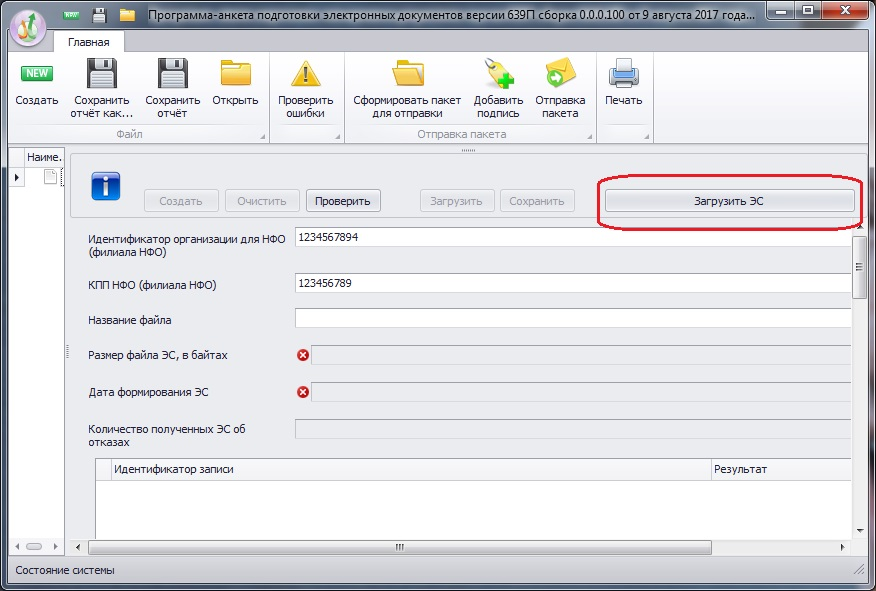 Программа-анкета подготовки электронных документов версии 639П сборка 0.0.0.100 от 9 августа 2017 года...
Главная
NEW
Создать
Сохранить
отчёт как...
Сохранить
отчёт
Открыть
Проверить
ошибки
Сформировать пакет
для отправки
Добавить
подпись
Отправка
пакета
Печать
Файл
Отправка пакета
Наиме...
Создать
Очистить
Проверить
Загрузить
Сохранить
Загрузить ЭС
Идентификатор организации для НФО
(филиала НФО)
1234567894
КПП НФО (филиала НФО)
123456789
Название файла
Размер файла ЭС, в байтах
Дата формирования ЭС
Количество полученных ЭС об
отказах
Идентификатор записи
Результат
Состояние системы